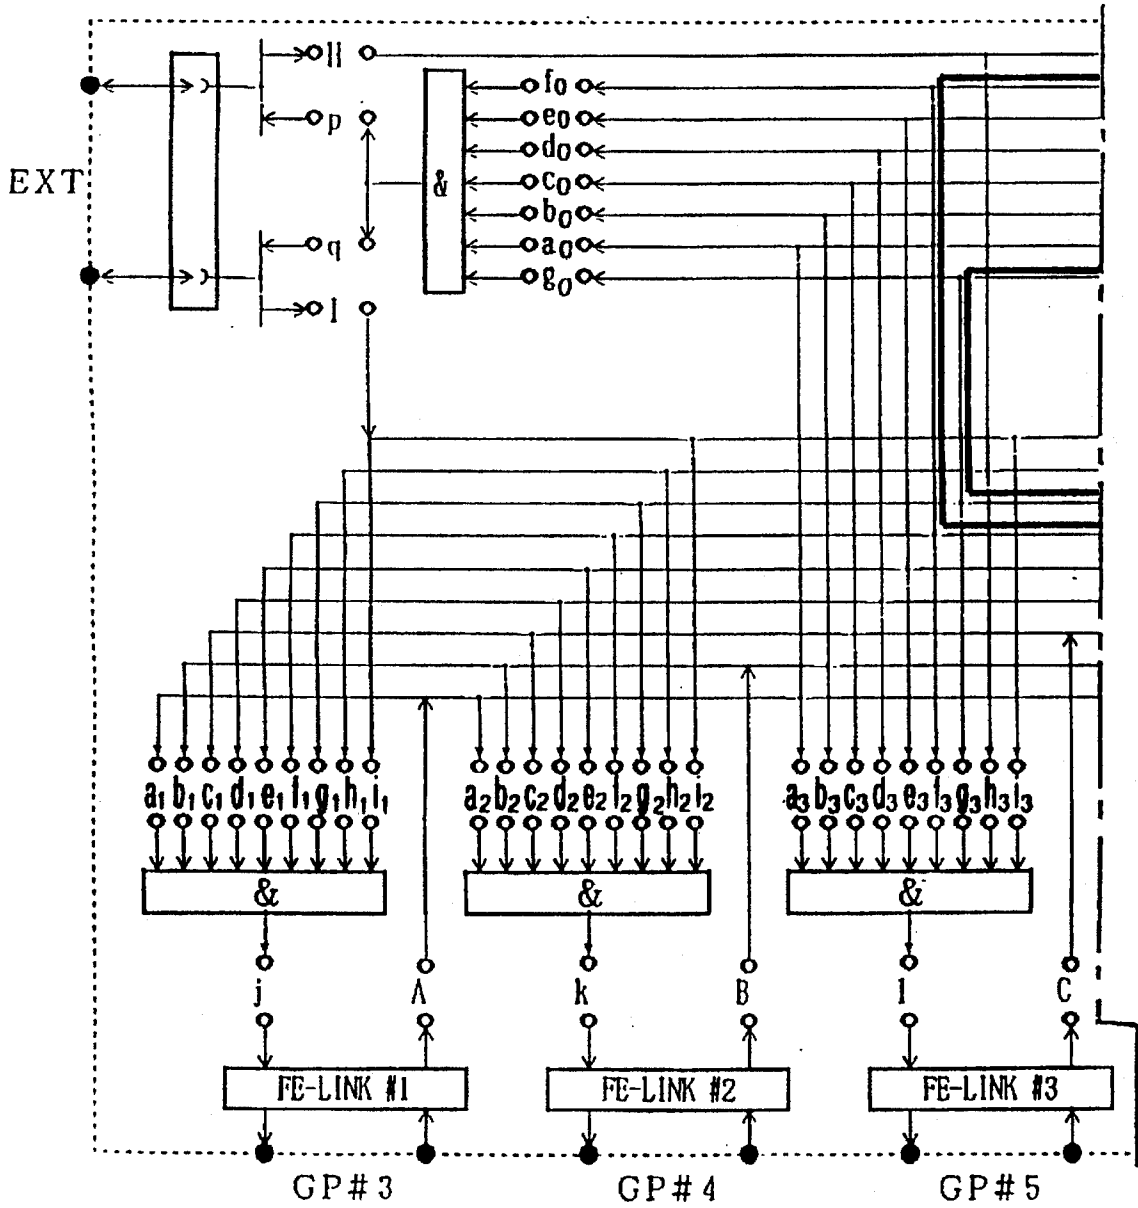 H
f0
e0
p
d0
EXT
&
c0
b0
q
a0
g0
I
a1 b1 c1 d1 e1 f1 g1 h1 i1
a2 b2 c2 d2 e2 f2 g2 h2 i2
a3 b3 c3 d3 e3 f3 g3 h3 i3
& & &
j A k B l C
FE-LINK #1 FE-LINK #2 FE-LINK #3
GP#3 GP#4 GP#5